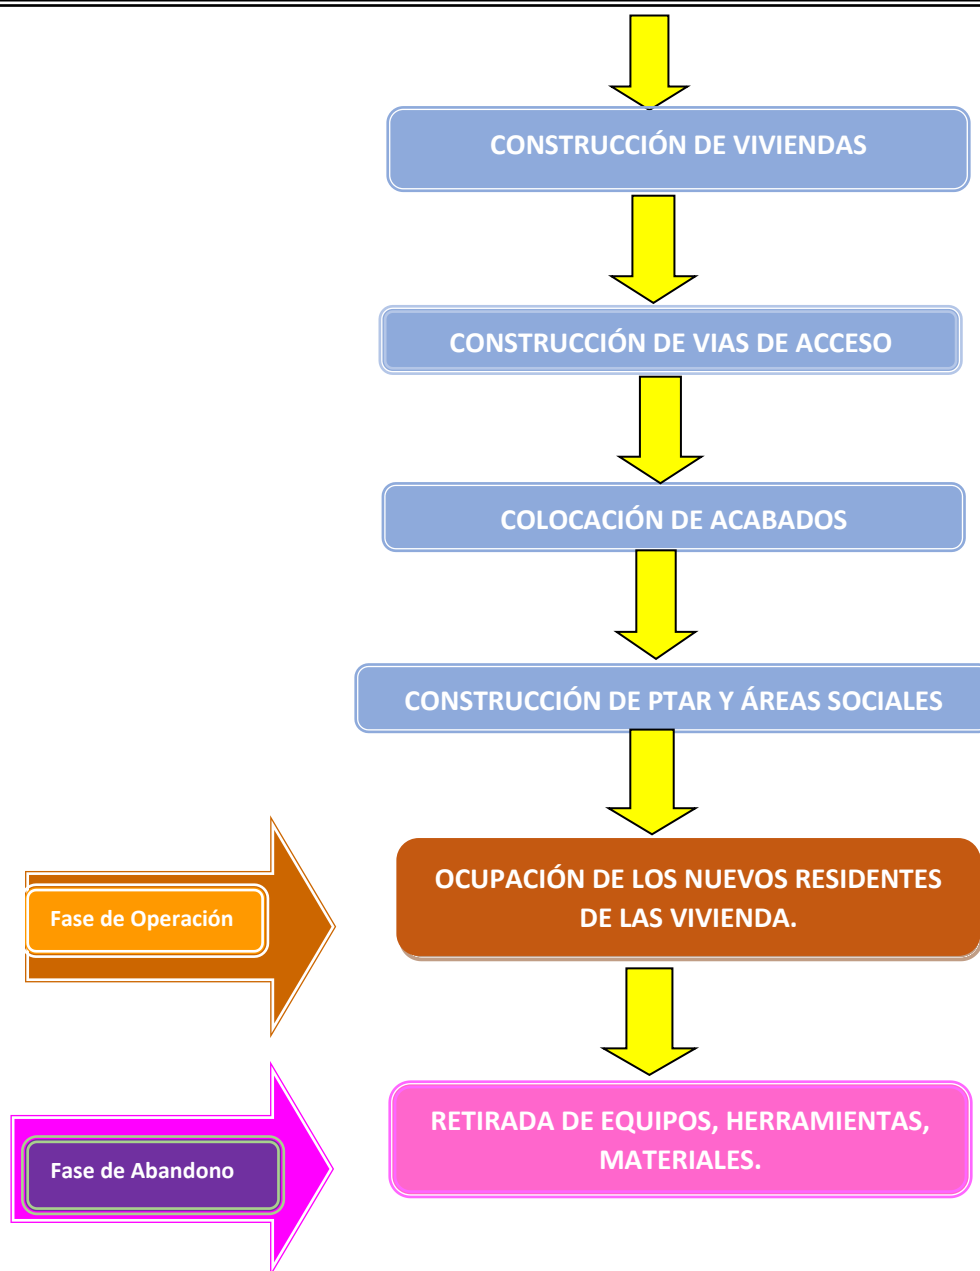 CONSTRUCCIÓN DE VIVIENDAS
CONSTRUCCIÓN DE VIAS DE ACCESO
COLOCACIÓN DE ACABADOS
CONSTRUCCIÓN DE PTAR Y ÁREAS SOCIALES
Fase de Operación
OCUPACIÓN DE LOS NUEVOS RESIDENTES
DE LAS VIVIENDA.
Fase de Abandono
RETIRADA DE EQUIPOS, HERRAMIENTAS,
MATERIALES.